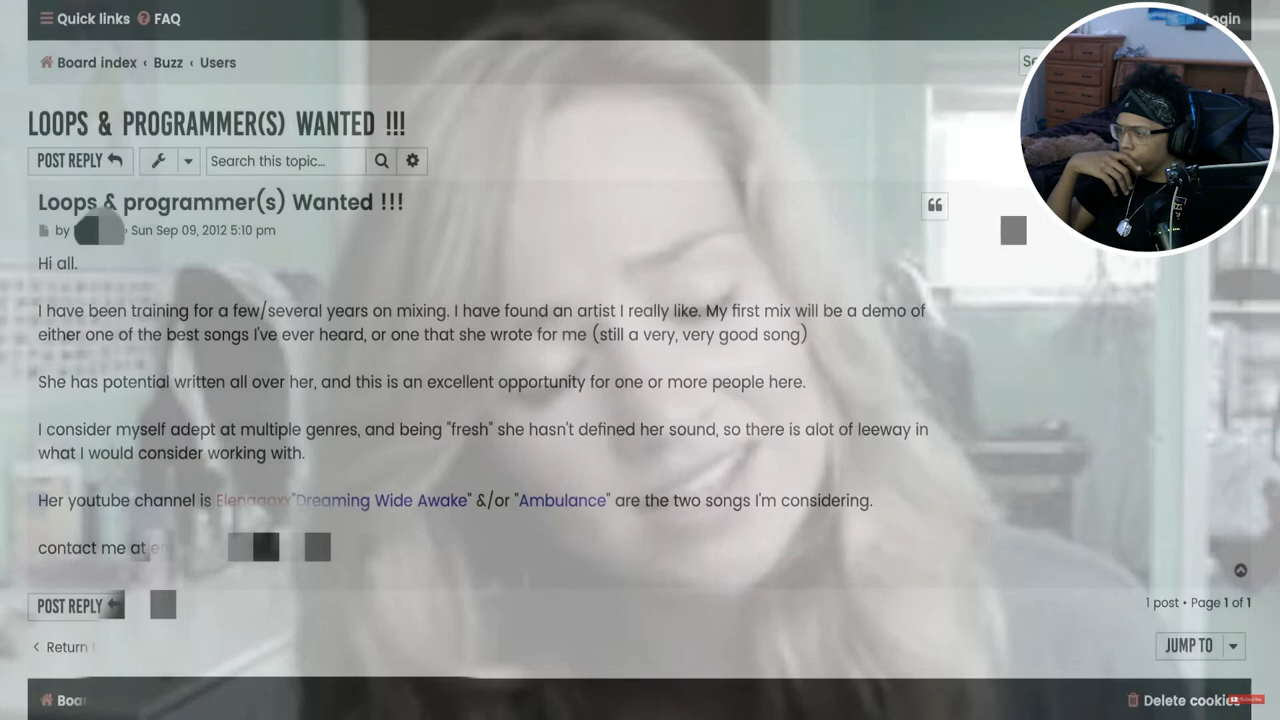 Quick links FAQ
Login
Board index ‹ Buzz ‹ Users
LOOPS & PROGRAMMER(S) WANTED !!!
POST REPLY
Search this topic...
Loops & programmer(s) Wanted !!!
by
Sun Sep 09, 2012 5:10 pm
Hi all.
I have been training for a few/several years on mixing. I have found an artist I really like. My first mix will be a demo of
either one of the best songs I've ever heard, or one that she wrote for me (still a very, very good song)
She has potential written all over her, and this is an excellent opportunity for one or more people here.
I consider myself adept at multiple genres, and being "fresh" she hasn't defined her sound, so there is alot of leeway in
what I would consider working with.
Her youtube channel is "Dreaming Wide Awake" &/or "Ambulance" are the two songs I'm considering.
contact me at
POST REPLY
1 post • Page 1 of 1
‹ Return
JUMP TO
Delete cookies